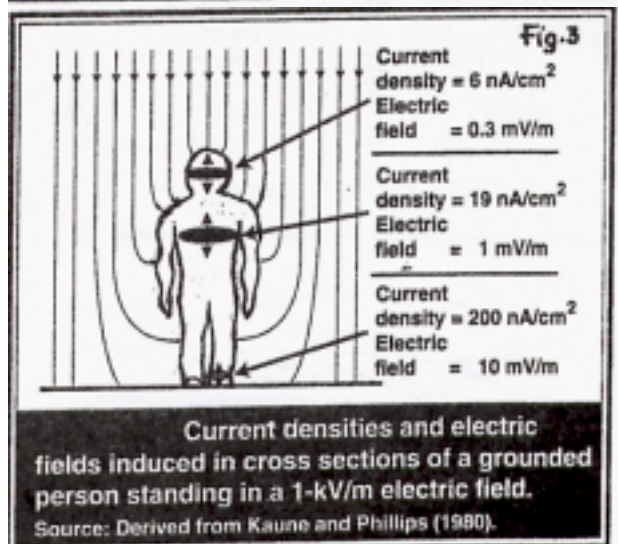 Fig.3
Current
density = 6 nA/cm²
Electric
field = 0.3 mV/m
Current
density = 19 nA/cm²
Electric
field = 1 mV/m
Current
density = 200 nA/cm²
Electric
field = 10 mV/m
Current densities and electric
fields induced in cross sections of a grounded
person standing in a 1-kV/m electric field.
Source: Derived from Kaune and Phillips (1980).